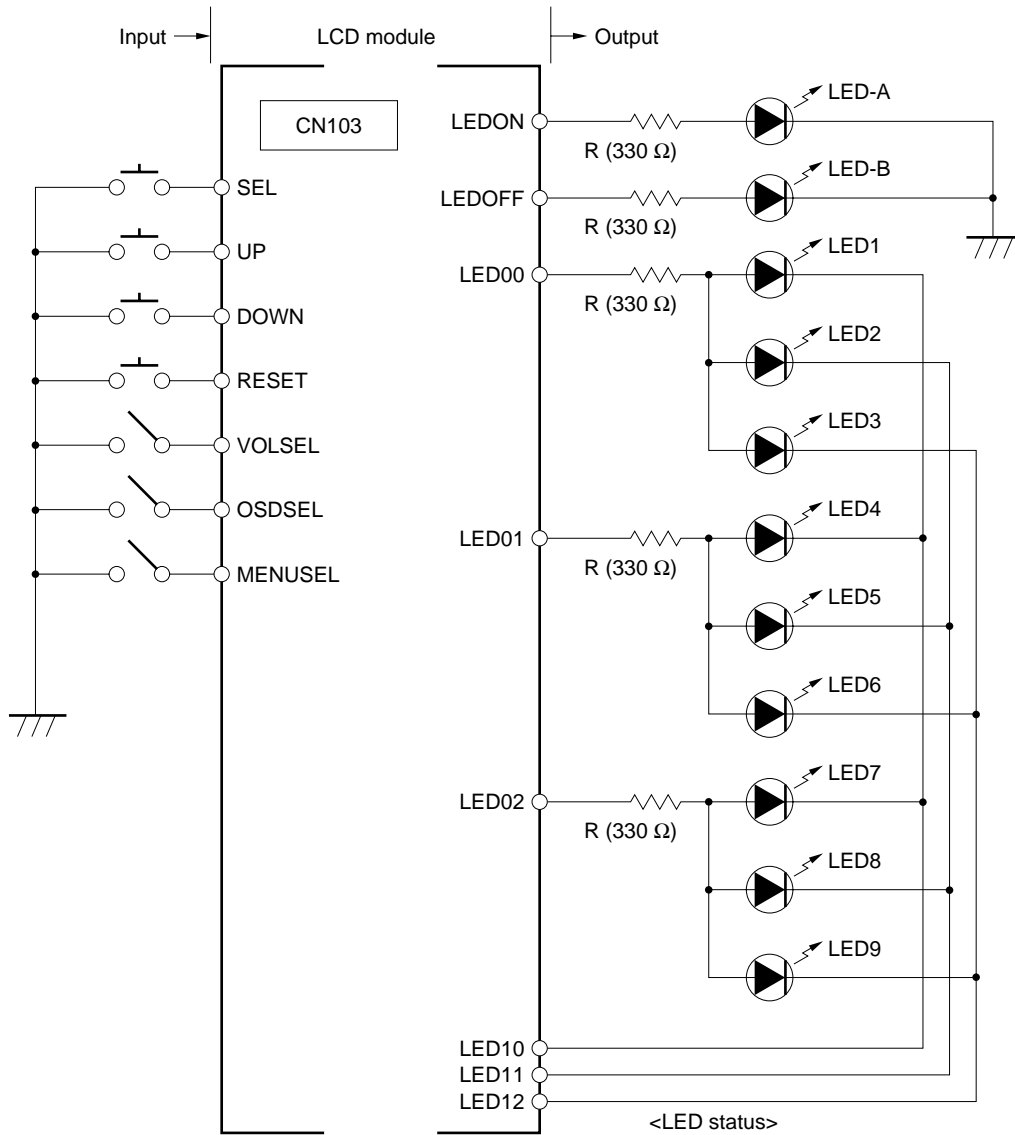 Input
LCD module
Output
CN103
SEL
UP
DOWN
RESET
VOLSEL
OSDSEL
MENUSEL
LEDON
R (330 Ω)
LED-A
LEDOFF
R (330 Ω)
LED-B
LED00
R (330 Ω)
LED1
LED2
LED3
LED01
R (330 Ω)
LED4
LED5
LED6
LED02
R (330 Ω)
LED7
LED8
LED9
LED10
LED11
LED12
<LED status>